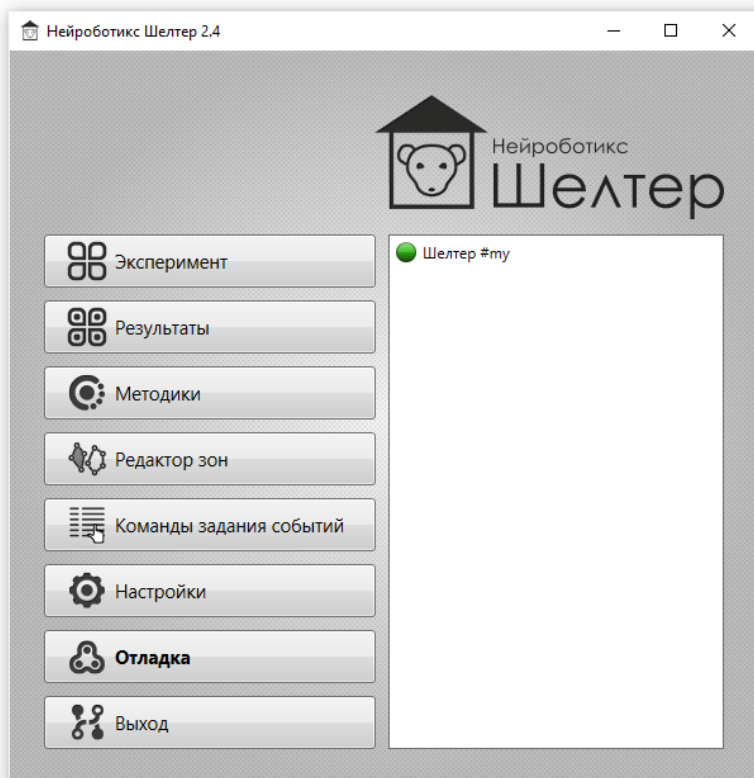 Нейроботикс Шелтер 2.4
Нейроботикс
Шелтер
Эксперимент
Результаты
Методики
Редактор зон
Команды задания событий
Настройки
Отладка
Выход
Шелтер #my